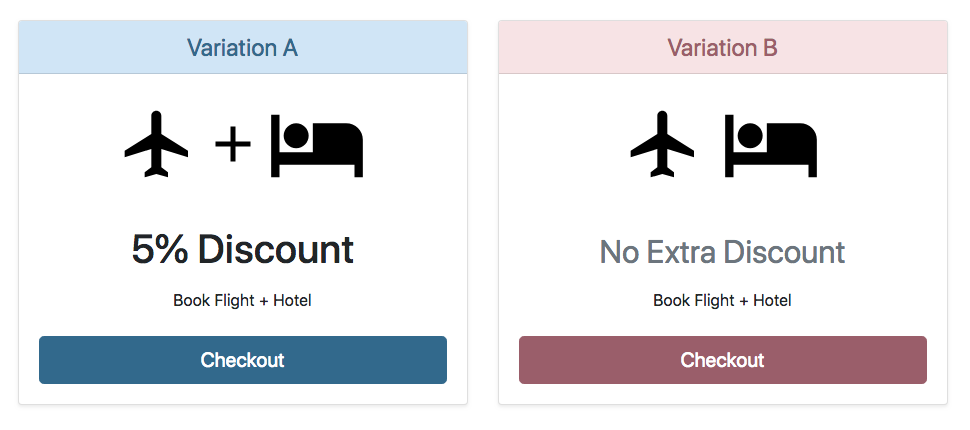 Variation A
5% Discount
Book Flight + Hotel
Checkout
Variation B
No Extra Discount
Book Flight + Hotel
Checkout